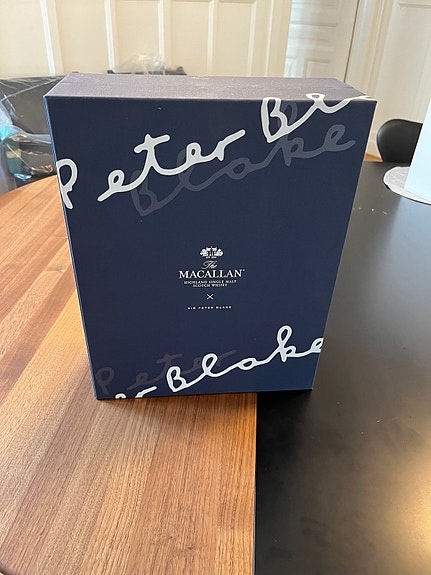 Peter Bl
Blake
The
MACALLAN
HIGHLAND SINGLE MALT
SCOTCH WHISKY
X
SIR PETER BLAKE
Peter
r Blake